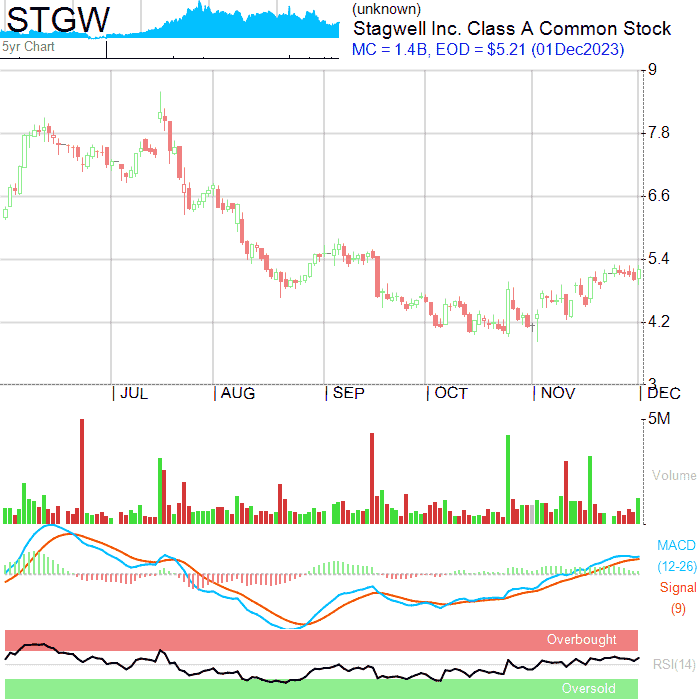 STGW
(unknown)
Stagwell Inc. Class A Common Stock
5yr Chart
MC = 1.4B, EOD = $5.21 (01Dec2023)
9
7.8
6.6
5.4
4.2
3
JUL AUG SEP OCT NOV DEC
5M
Volume
MACD
(12-26)
Signal
(9)
Overbought
RSI(14)
Oversold